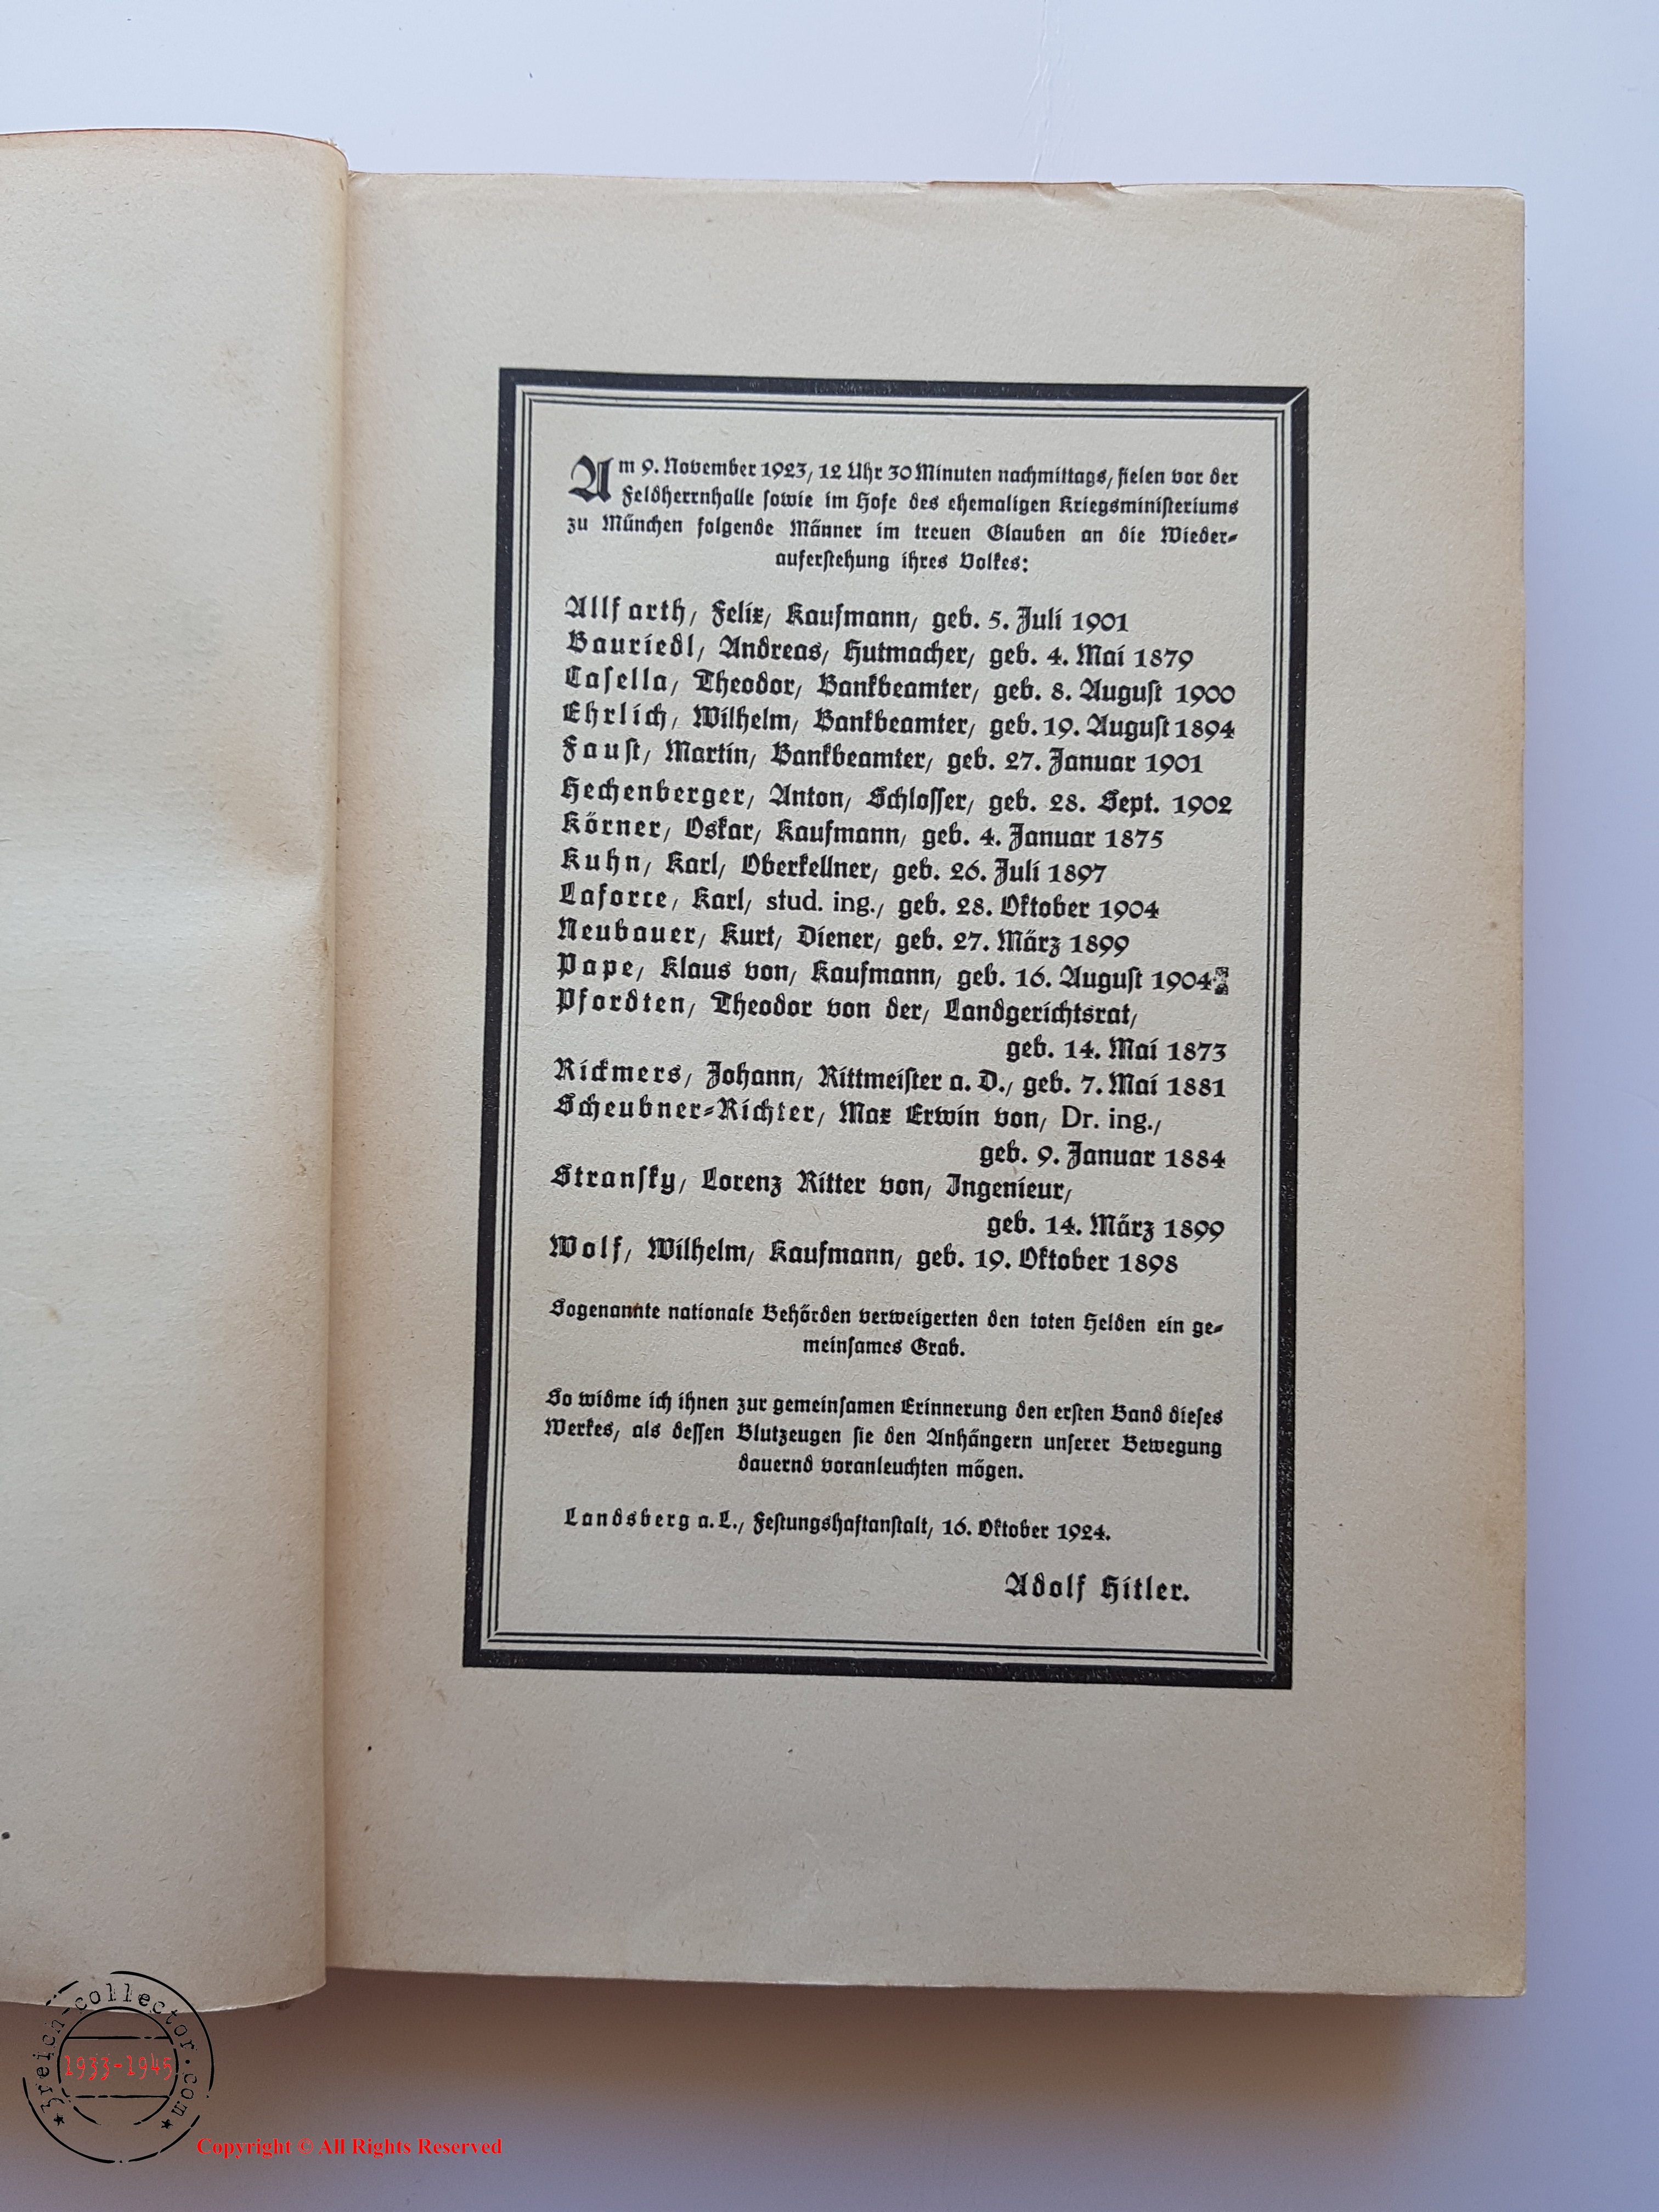 Am 9. November 1923, 12 Uhr 30 Minuten nachmittags, fielen vor der
Feldherrnhalle sowie im Hofe des ehemaligen Kriegsministeriums
zu München folgende Männer im treuen Glauben an die Wieder-
auferstehung ihres Volkes:
Allfarth, Felix, Kaufmann, geb. 5. Juli 1901
Bauriedl, Andreas, Hutmacher, geb. 4. Mai 1879
Casella, Theodor, Bankbeamter, geb. 8. August 1900
Ehrlich, Wilhelm, Bankbeamter, geb. 19. August 1894
Faust, Martin, Bankbeamter, geb. 27. Januar 1901
Hechenberger, Anton, Schlosser, geb. 28. Sept. 1902
Körner, Oskar, Kaufmann, geb. 4. Januar 1875
Kuhn, Karl, Oberkellner, geb. 26. Juli 1897
Laforce, Karl, stud. ing., geb. 28. Oktober 1904
Neubauer, Kurt, Diener, geb. 27. März 1899
Pape, Klaus von, Kaufmann, geb. 16. August 1904
Pfordten, Theodor von der, Landgerichtsrat,
geb. 14. Mai 1873
Rickmers, Johann, Rittmeister a. D., geb. 7. Mai 1881
Scheubner-Richter, Max Erwin von, Dr. ing.,
geb. 9. Januar 1884
Stransky, Lorenz Ritter von, Ingenieur,
geb. 14. März 1899
Wolf, Wilhelm, Kaufmann, geb. 19. Oktober 1898
Sogenannte nationale Behörden verweigerten den toten Helden ein ge-
meinsames Grab.
So widme ich ihnen zur gemeinsamen Erinnerung den ersten Band dieses
Werkes, als dessen Blutzeugen sie den Anhängern unserer Bewegung
dauernd voranleuchten mögen.
Landsberg a. L., Festungshaftanstalt, 16. Oktober 1924.
Adolf Hitler.
3reich-collector.com
1933-1945
Copyright © All Rights Reserved